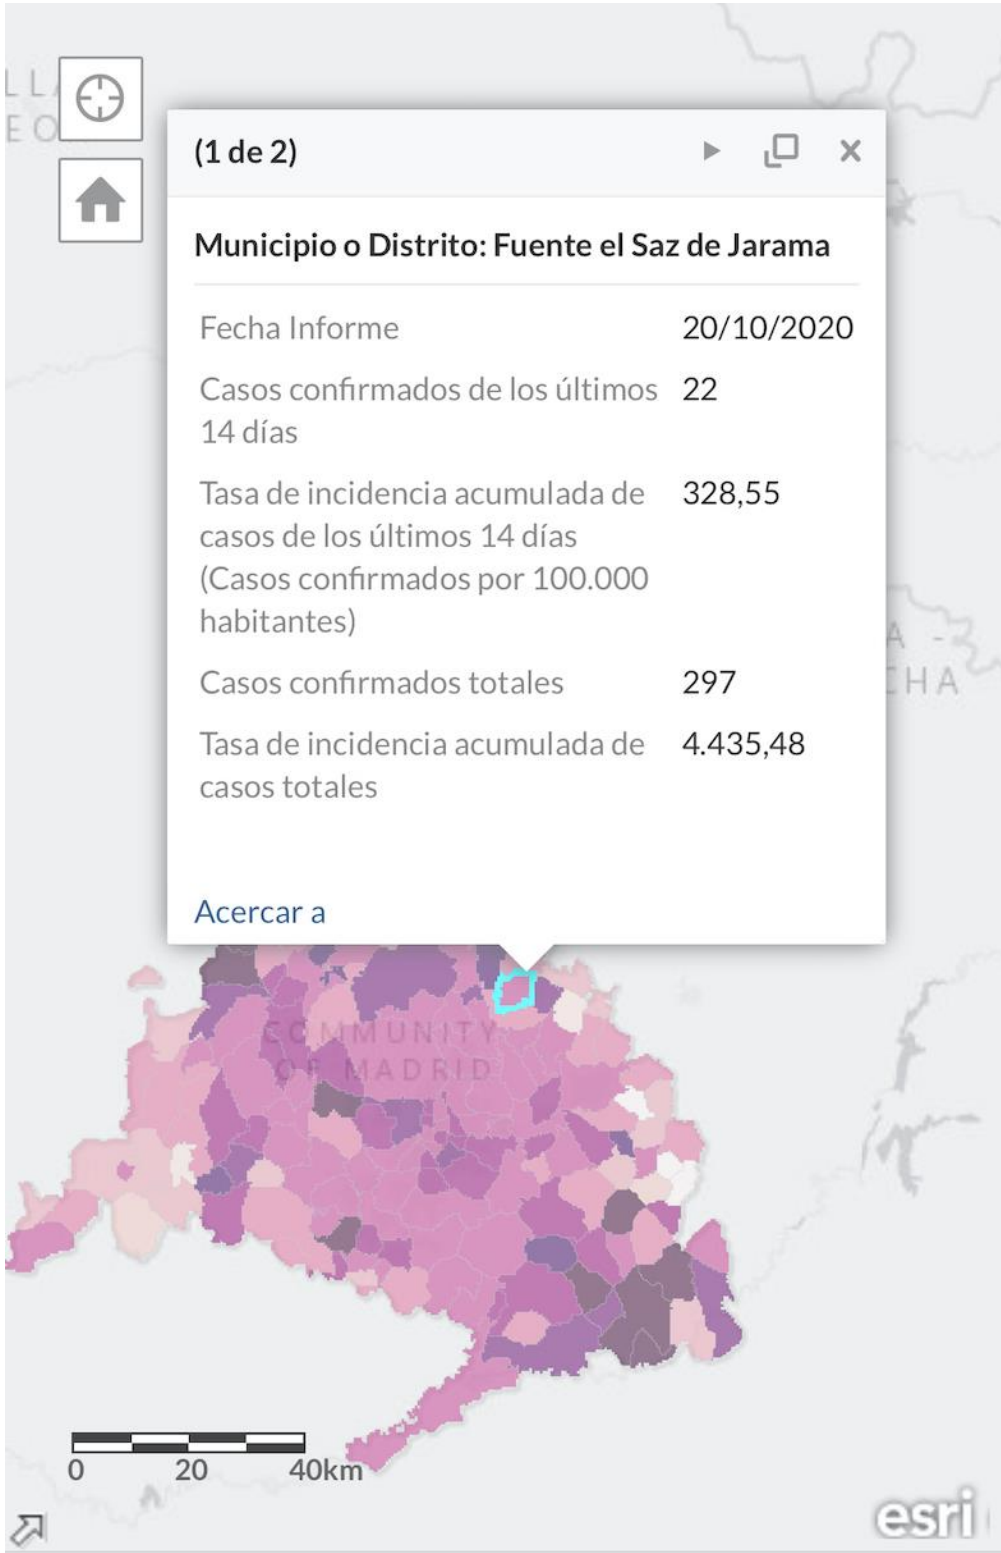 (1 de 2)
Municipio o Distrito: Fuente el Saz de Jarama
Fecha Informe 20/10/2020
Casos confirmados de los últimos 22
14 días
Tasa de incidencia acumulada de 328,55
casos de los últimos 14 días
(Casos confirmados por 100.000
habitantes)
Casos confirmados totales 297
Tasa de incidencia acumulada de 4.435,48
casos totales
Acercar a
COMMUNITY
OF MADRID
0 20 40km
esri